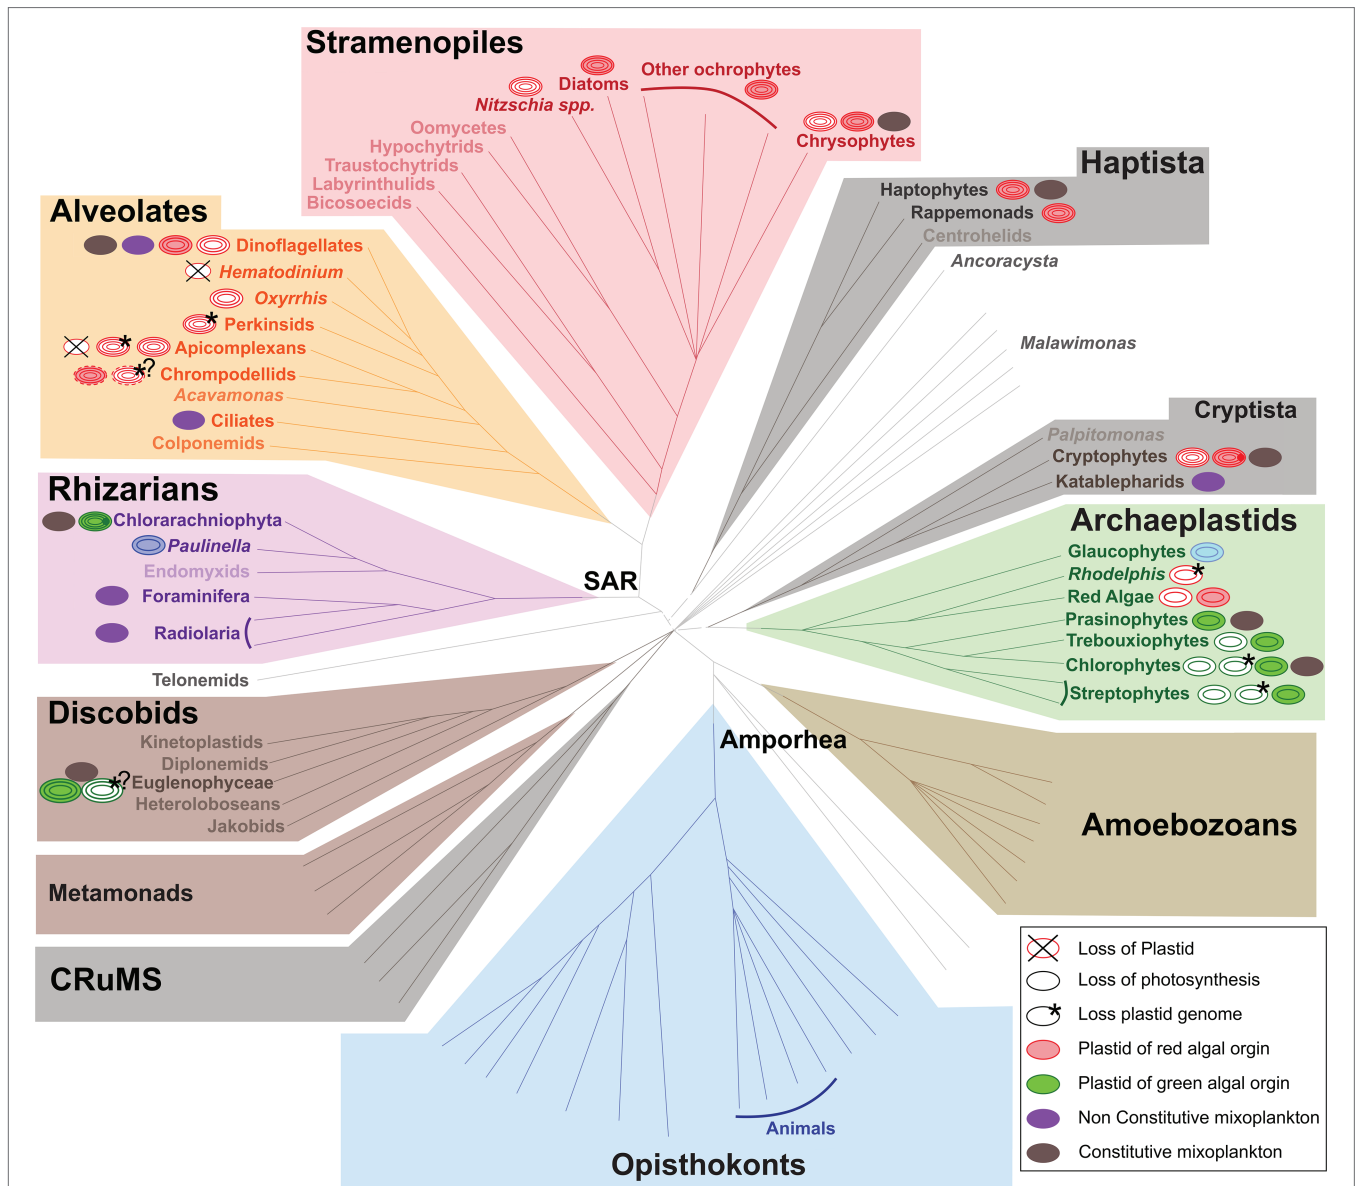 Stramenopiles
Other ochrophytes
Diatoms
Nitzschia spp.
Oomycetes
Hypochytrids
Traustochytrids
Labyrinthulids
Bicosoecids
Chrysophytes
Haptista
Haptophytes
Rappemonads
Centrohelids
Ancoracysta
Malawimonas
Alveolates
Dinoflagellates
Hematodinium
Oxyrrhis
* Perkinsids
* Apicomplexans
*? Chrompodellids
Acavamonas
Ciliates
Colponemids
Cryptista
Palpitomonas
Cryptophytes
Katablepharids
Rhizarians
Chlorarachniophyta
Paulinella
Endomyxids
Foraminifera
Radiolaria
SAR
Telonemids
Archaeplastids
Glaucophytes
Rhodelphis *
Red Algae
Prasinophytes
Trebouxiophytes
Chlorophytes *
Streptophytes *
Discobids
Kinetoplastids
Diplonemids
*? Euglenophyceae
Heteroloboseans
Jakobids
Amporhea
Amoebozoans
Metamonads
CRuMS
Animals
Opisthokonts
Loss of Plastid
Loss of photosynthesis
* Loss plastid genome
Plastid of red algal orgin
Plastid of green algal orgin
Non Constitutive mixoplankton
Constitutive mixoplankton